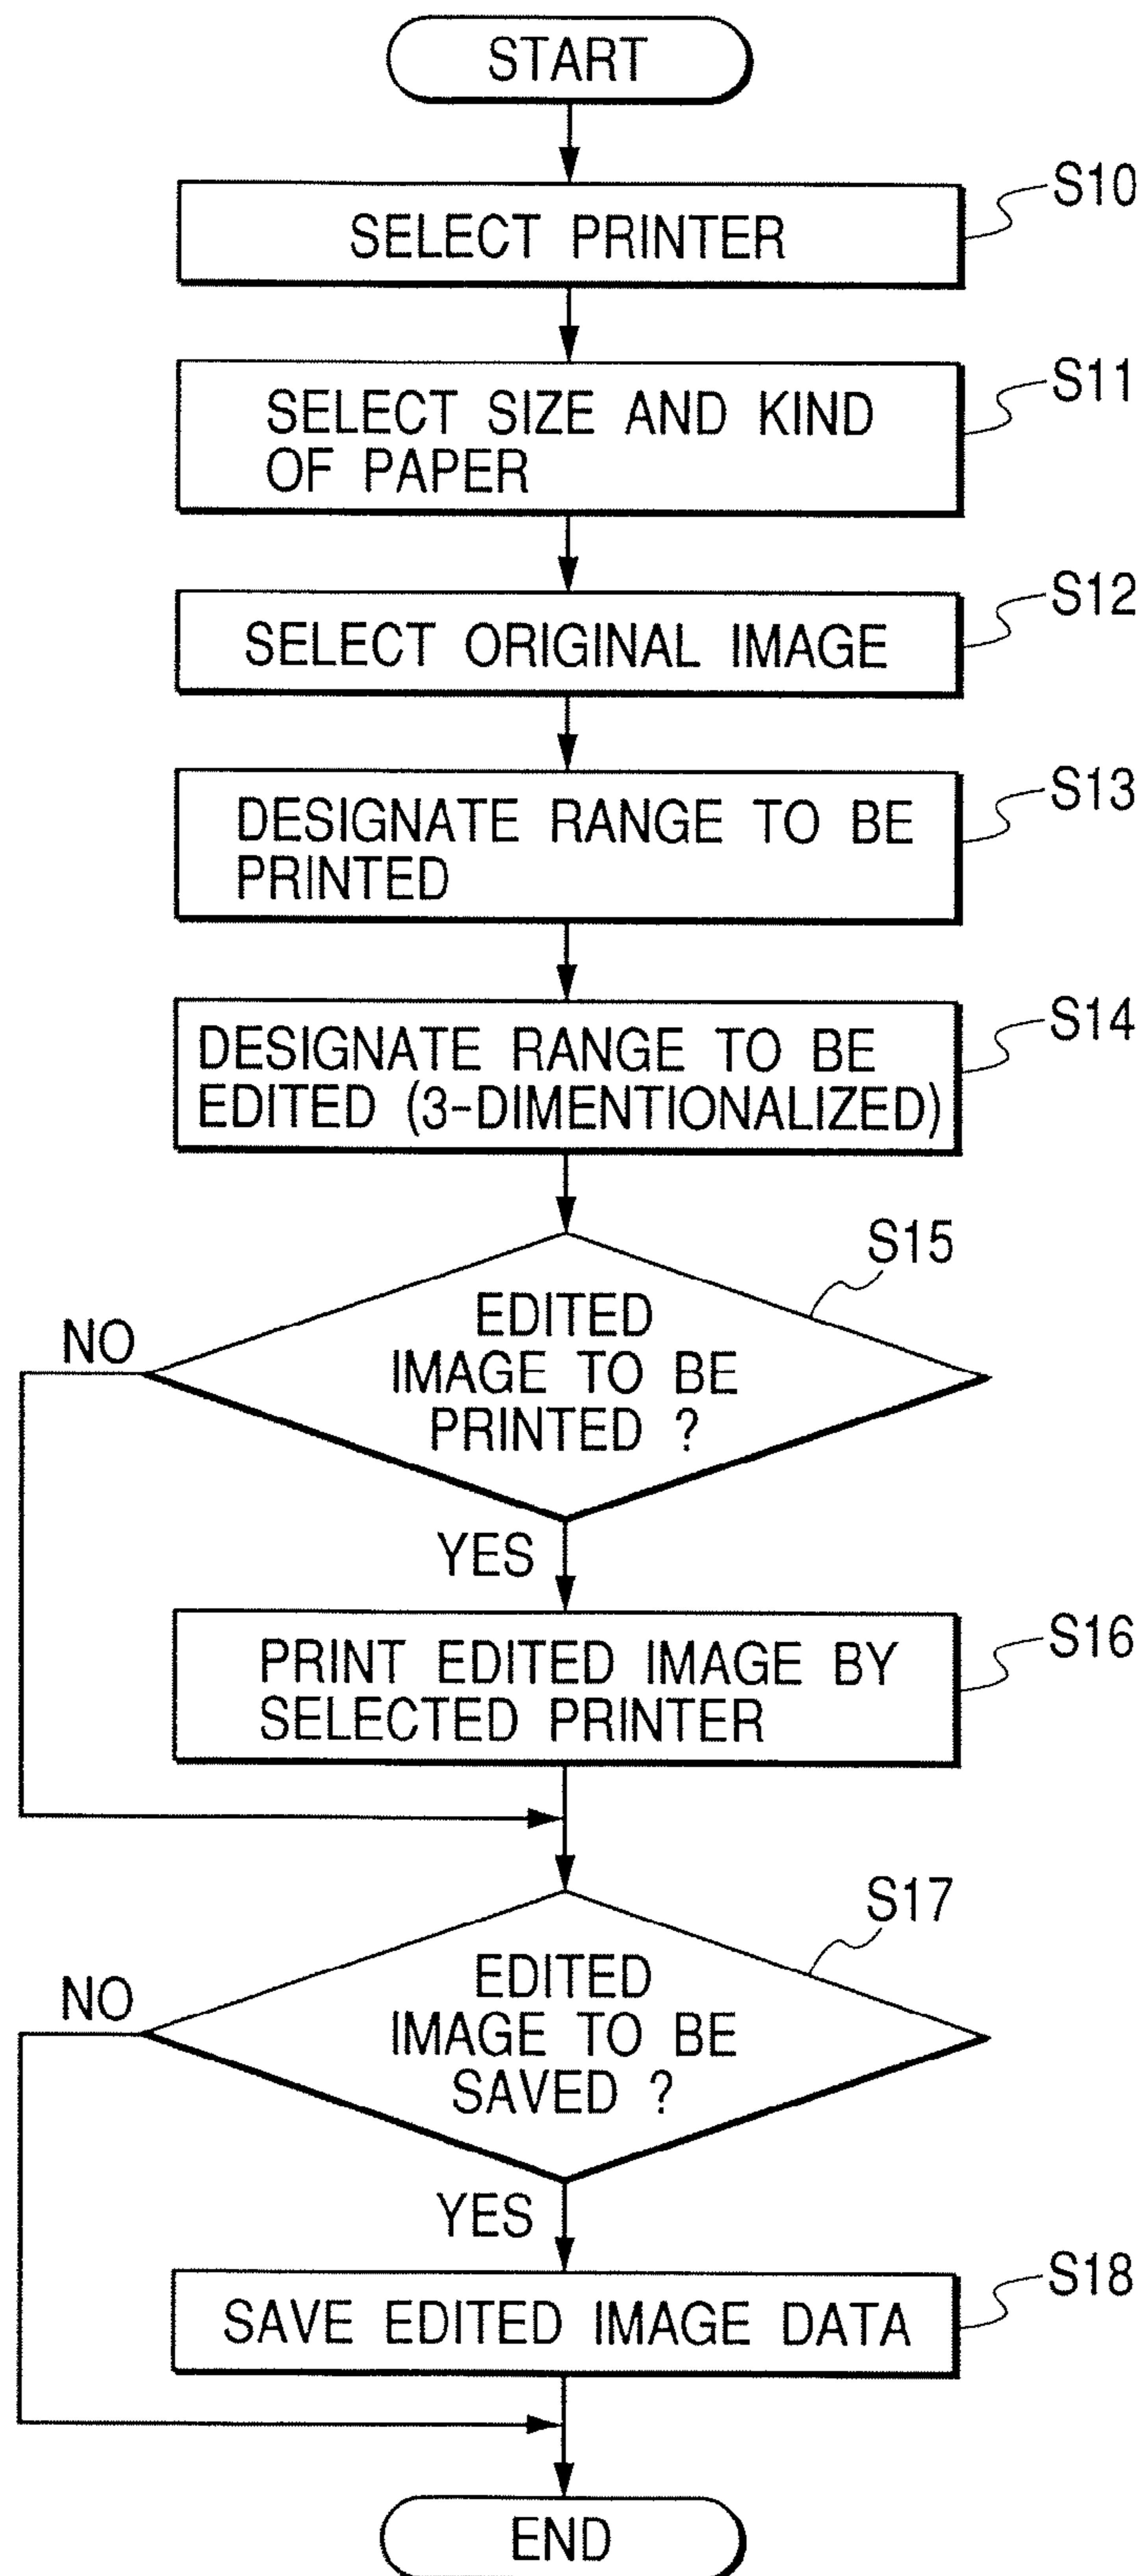 START
S10
SELECT PRINTER
S11
SELECT SIZE AND KIND
OF PAPER
S12
SELECT ORIGINAL IMAGE
S13
DESIGNATE RANGE TO BE
PRINTED
S14
DESIGNATE RANGE TO BE
EDITED (3-DIMENTIONALIZED)
S15
NO
EDITED
IMAGE TO BE
PRINTED ?
YES
S16
PRINT EDITED IMAGE BY
SELECTED PRINTER
S17
NO
EDITED
IMAGE TO BE
SAVED ?
YES
S18
SAVE EDITED IMAGE DATA
END